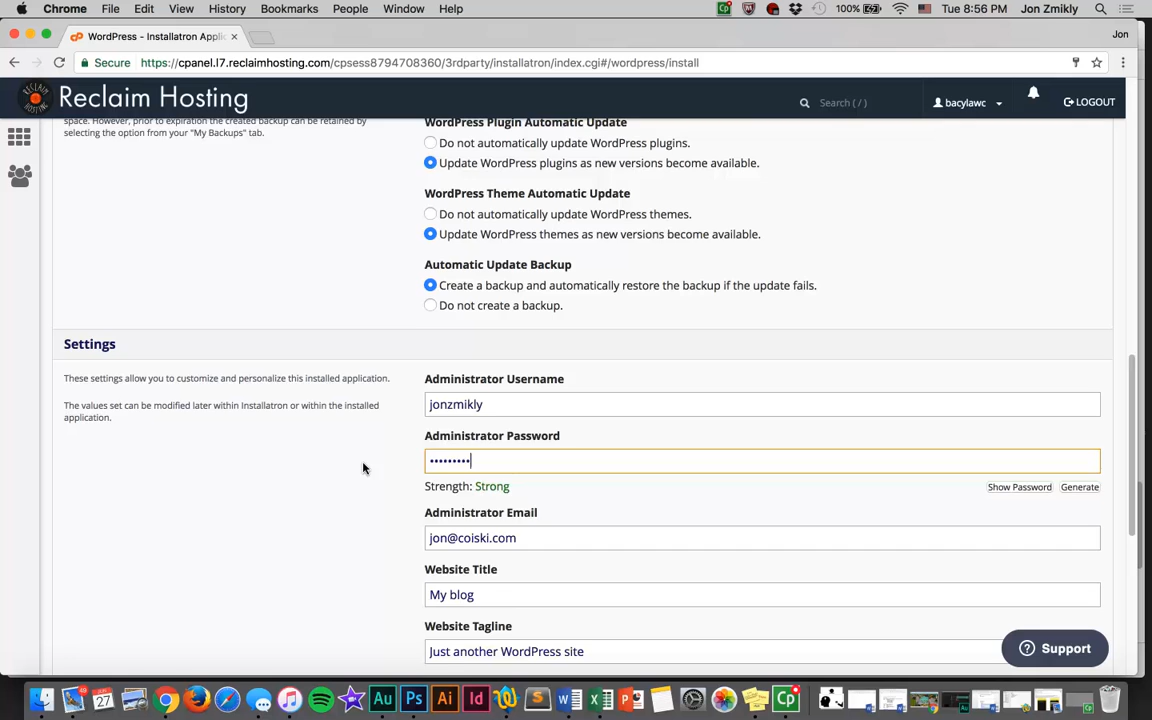 Chrome File Edit View History Bookmarks People Window Help 100% Tue 8:56 PM Jon Zmikly
WordPress - Installatron Applic × Jon
Secure https://cpanel.l7.reclaimhosting.com/cpsess8794708360/3rdparty/installatron/index.cgi#/wordpress/install
Reclaim Hosting Search ( / ) bacylawc LOGOUT
space. However, prior to expiration the created backup can be retained by
selecting the option from your "My Backups" tab.
WordPress Plugin Automatic Update
Do not automatically update WordPress plugins.
Update WordPress plugins as new versions become available.
WordPress Theme Automatic Update
Do not automatically update WordPress themes.
Update WordPress themes as new versions become available.
Automatic Update Backup
Create a backup and automatically restore the backup if the update fails.
Do not create a backup.
Settings
These settings allow you to customize and personalize this installed application.
The values set can be modified later within Installatron or within the installed
application.
Administrator Username
jonzmikly
Administrator Password
•••••••••
Strength: Strong Show Password Generate
Administrator Email
jon@coiski.com
Website Title
My blog
Website Tagline
Just another WordPress site
Support